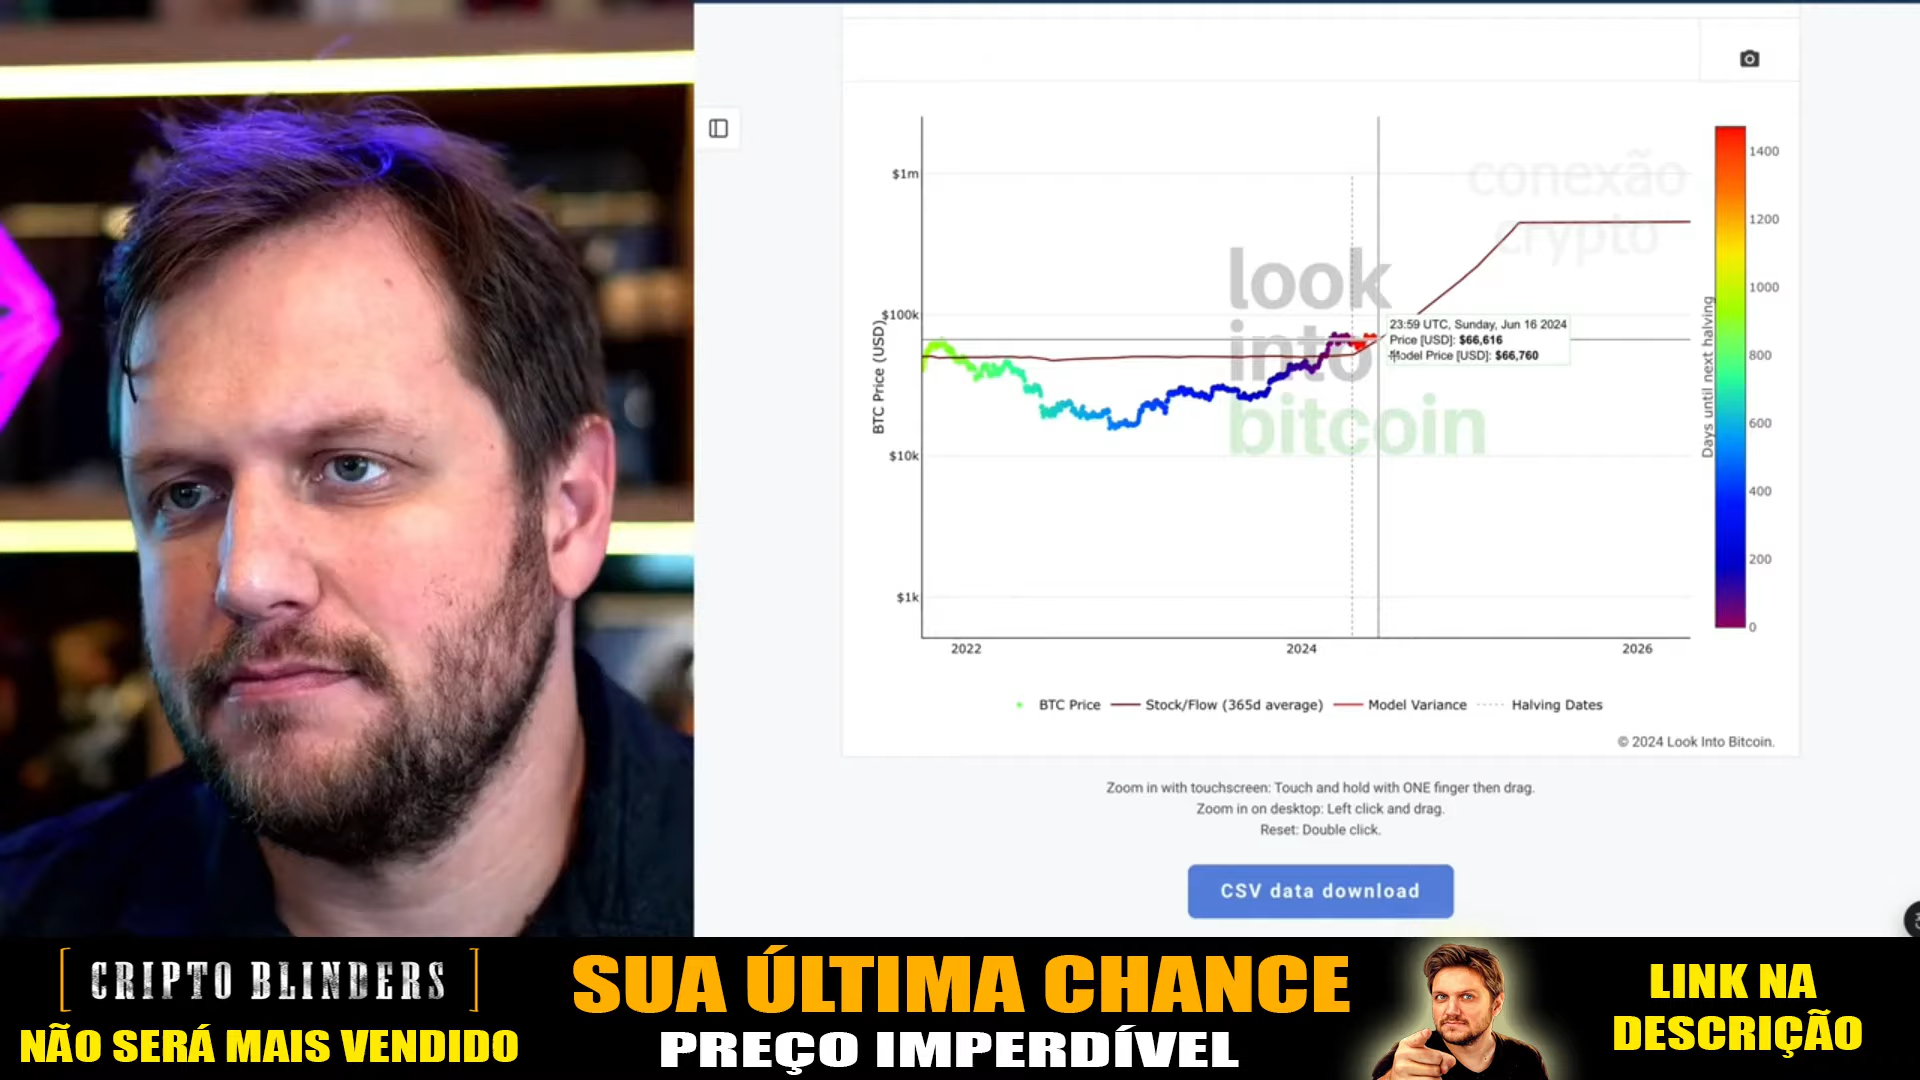 conexão
crypto
look
into
bitcoin
$1m
$100k
$10k
$1k
BTC Price (USD)
23:59 UTC, Sunday, Jun 16 2024
Price [USD]: $66,616
Model Price [USD]: $66,760
2022
2024
2026
1400
1200
1000
800
600
400
200
0
Days until next halving
BTC Price
Stock/Flow (365d average)
Model Variance
Halving Dates
© 2024 Look Into Bitcoin.
Zoom in with touchscreen: Touch and hold with ONE finger then drag.
Zoom in on desktop: Left click and drag.
Reset: Double click.
CSV data download
[ CRIPTO BLINDERS ]
NÃO SERÁ MAIS VENDIDO
SUA ÚLTIMA CHANCE
PREÇO IMPERDÍVEL
LINK NA
DESCRIÇÃO